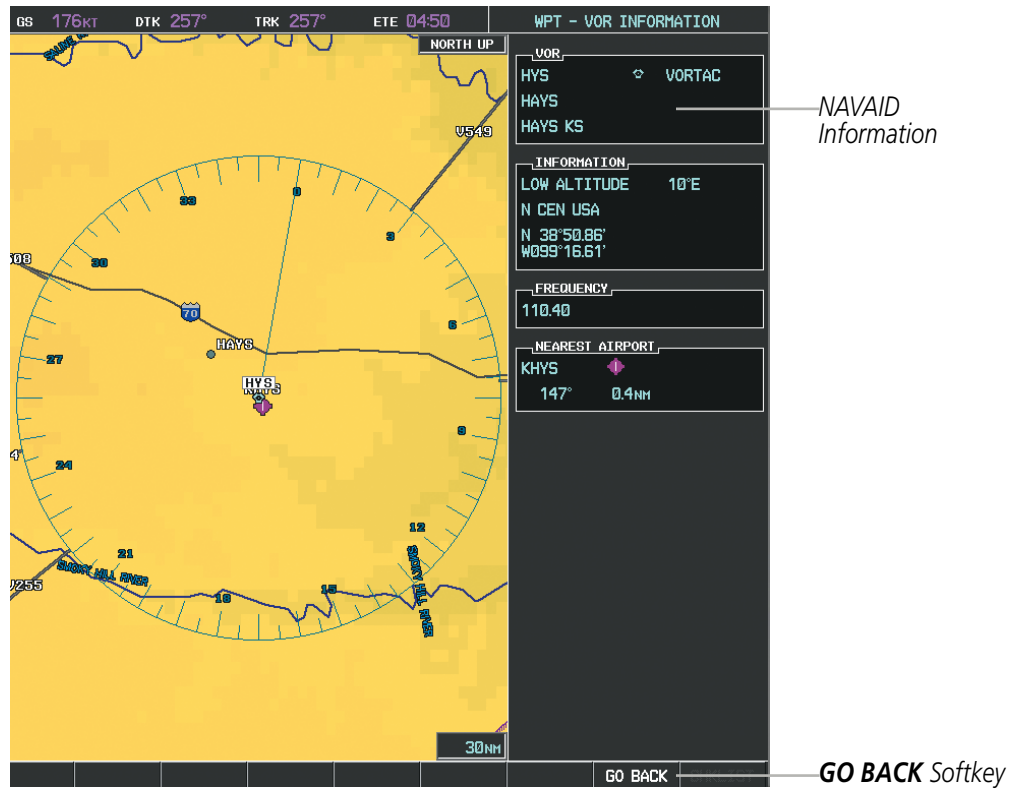 GS 176KT DTK 257° TRK 257° ETE 04:50
WPT - VOR INFORMATION
NORTH UP
V549
33
0
3
30
70
6
HAYS
27
HYS
9
24
12
21
SMOKY HILL RIVER
SMOKY HILL RIVER
V255
18
15
30NM
VOR
HYS VORTAC
HAYS
HAYS KS
INFORMATION
LOW ALTITUDE 10°E
N CEN USA
N 38°50.86'
W099°16.61'
FREQUENCY
110.40
NEAREST AIRPORT
KHYS
147° 0.4NM
GO BACK
NAVAID
Information
GO BACK Softkey